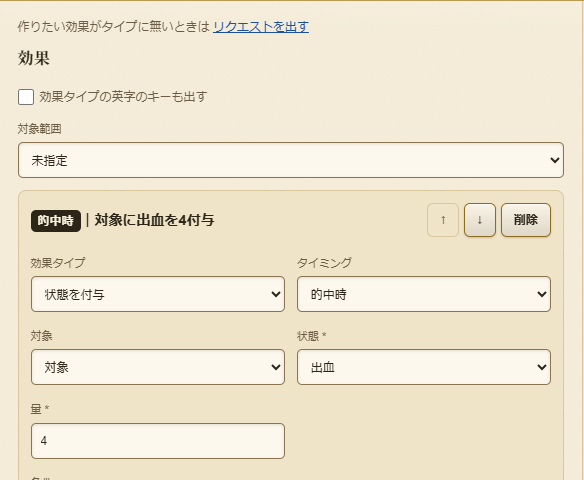 作りたい効果がタイプに無いときは リクエストを出す
効果
効果タイプの英字のキーも出す
対象範囲
未指定
的中時 | 対象に出血を4付与 ↑ ↓ 削除
効果タイプ タイミング
状態を付与 的中時
対象 状態 *
対象 出血
量 *
4